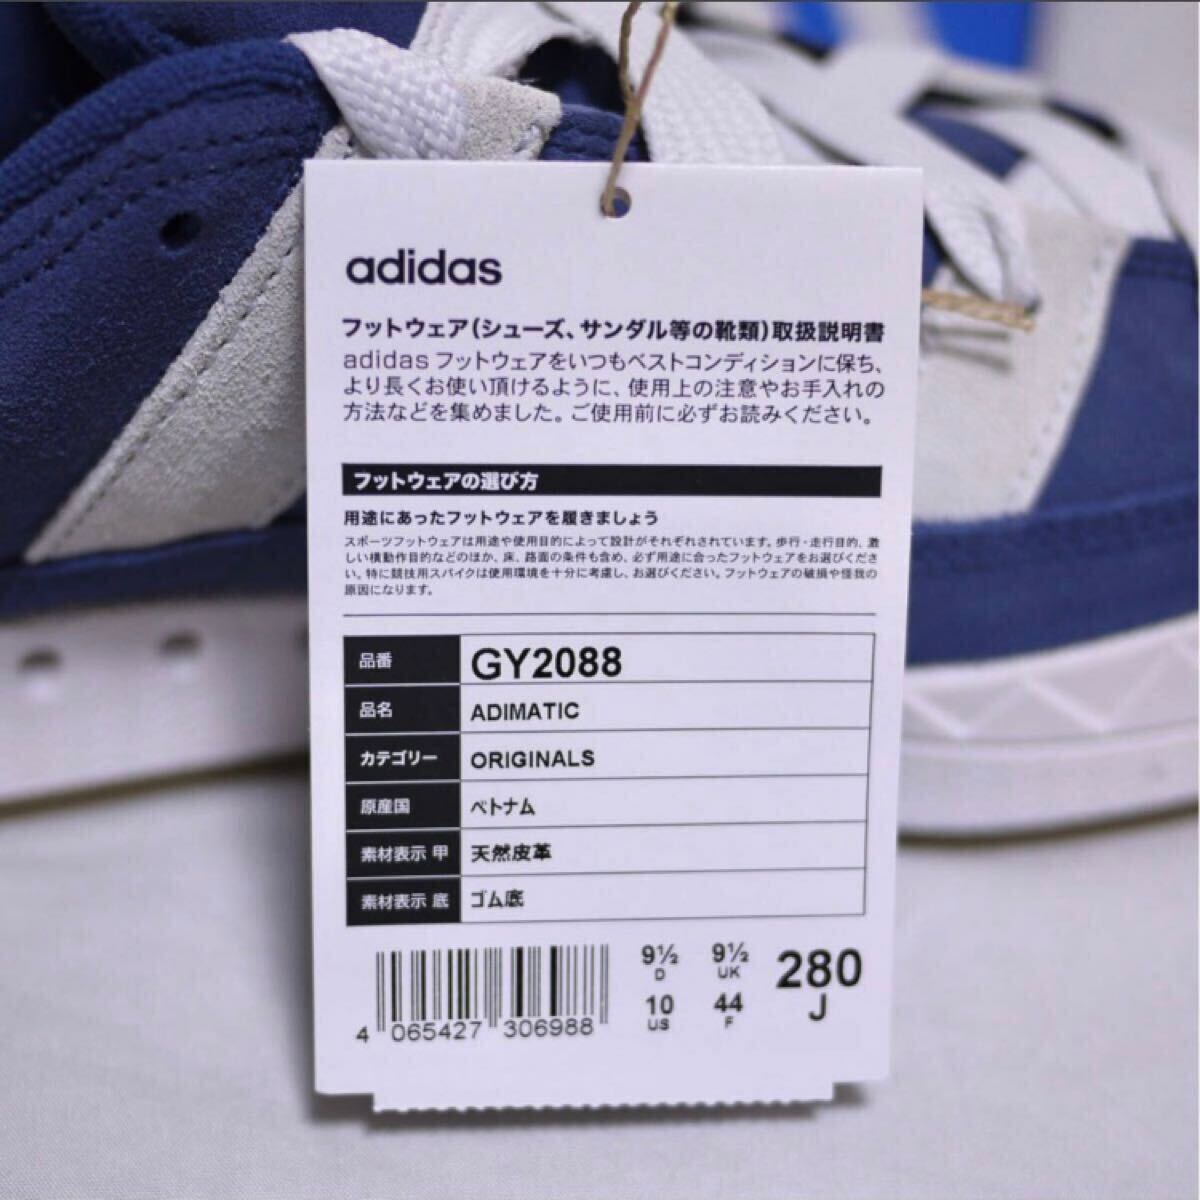 adidas
フットウェア(シューズ、サンダル等の靴類)取扱説明書
adidas フットウェアをいつもベストコンディションに保ち、
より長くお使い頂けるように、使用上の注意やお手入れの
方法などを集めました。ご使用前に必ずお読みください。
フットウェアの選び方
用途にあったフットウェアを履きましょう
スポーツフットウェアは用途や使用目的によって設計がそれぞれされています。歩行・走行目的、激
しい横動作目的などのほか、床、路面の条件も含め、必ず用途に合ったフットウェアをお選びくださ
い。特に競技用スパイクは使用環境を十分に考慮し、お選びください。フットウェアの破損や怪我の
原因になります。
品番 GY2088
品名 ADIMATIC
カテゴリー ORIGINALS
原産国 ベトナム
素材表示 甲 天然皮革
素材表示 底 ゴム底
9½ 9½ 280
D UK J
10 44
US F
4 065427 306988